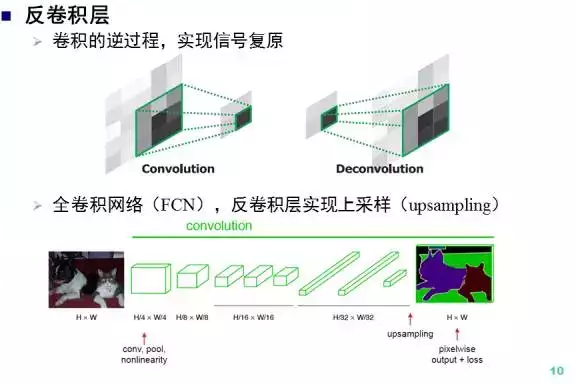 反卷积层
卷积的逆过程，实现信号复原
Convolution
Deconvolution
全卷积网络（FCN），反卷积层实现上采样（upsampling）
convolution
H × W
H/4 × W/4
H/8 × W/8
H/16 × W/16
H/32 × W/32
H × W
upsampling
conv, pool,
nonlinearity
pixelwise
output + loss
10